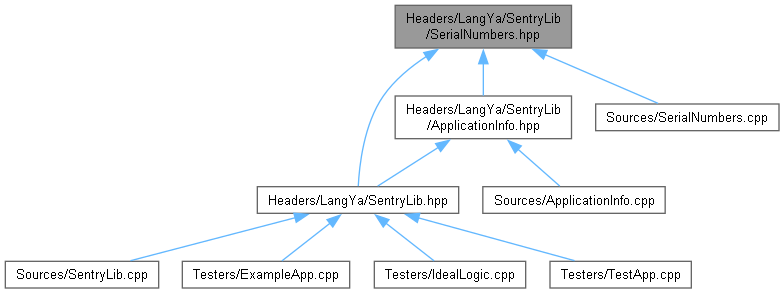 Headers/LangYa/SentryLib
/SerialNumbers.hpp
Headers/LangYa/SentryLib
/ApplicationInfo.hpp
Sources/SerialNumbers.cpp
Headers/LangYa/SentryLib.hpp
Sources/ApplicationInfo.cpp
Sources/SentryLib.cpp
Testers/ExampleApp.cpp
Testers/IdealLogic.cpp
Testers/TestApp.cpp